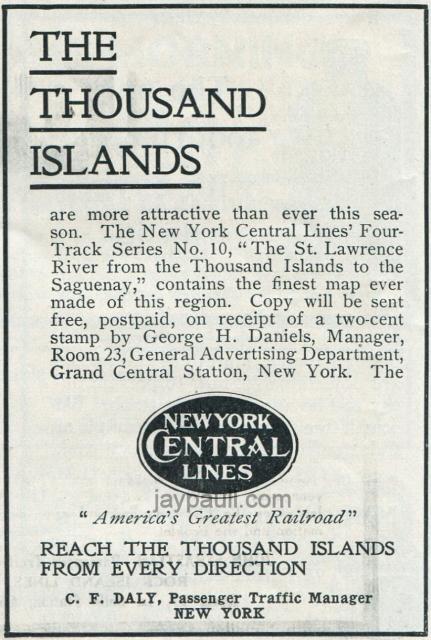 THE
THOUSAND
ISLANDS
are more attractive than ever this sea-
son. The New York Central Lines' Four-
Track Series No. 10, "The St. Lawrence
River from the Thousand Islands to the
Saguenay," contains the finest map ever
made of this region. Copy will be sent
free, postpaid, on receipt of a two-cent
stamp by George H. Daniels, Manager,
Room 23, General Advertising Department,
Grand Central Station, New York. The
NEW YORK
CENTRAL
LINES
jaypaull.com
"America's Greatest Railroad"
REACH THE THOUSAND ISLANDS
FROM EVERY DIRECTION
C. F. DALY, Passenger Traffic Manager
NEW YORK